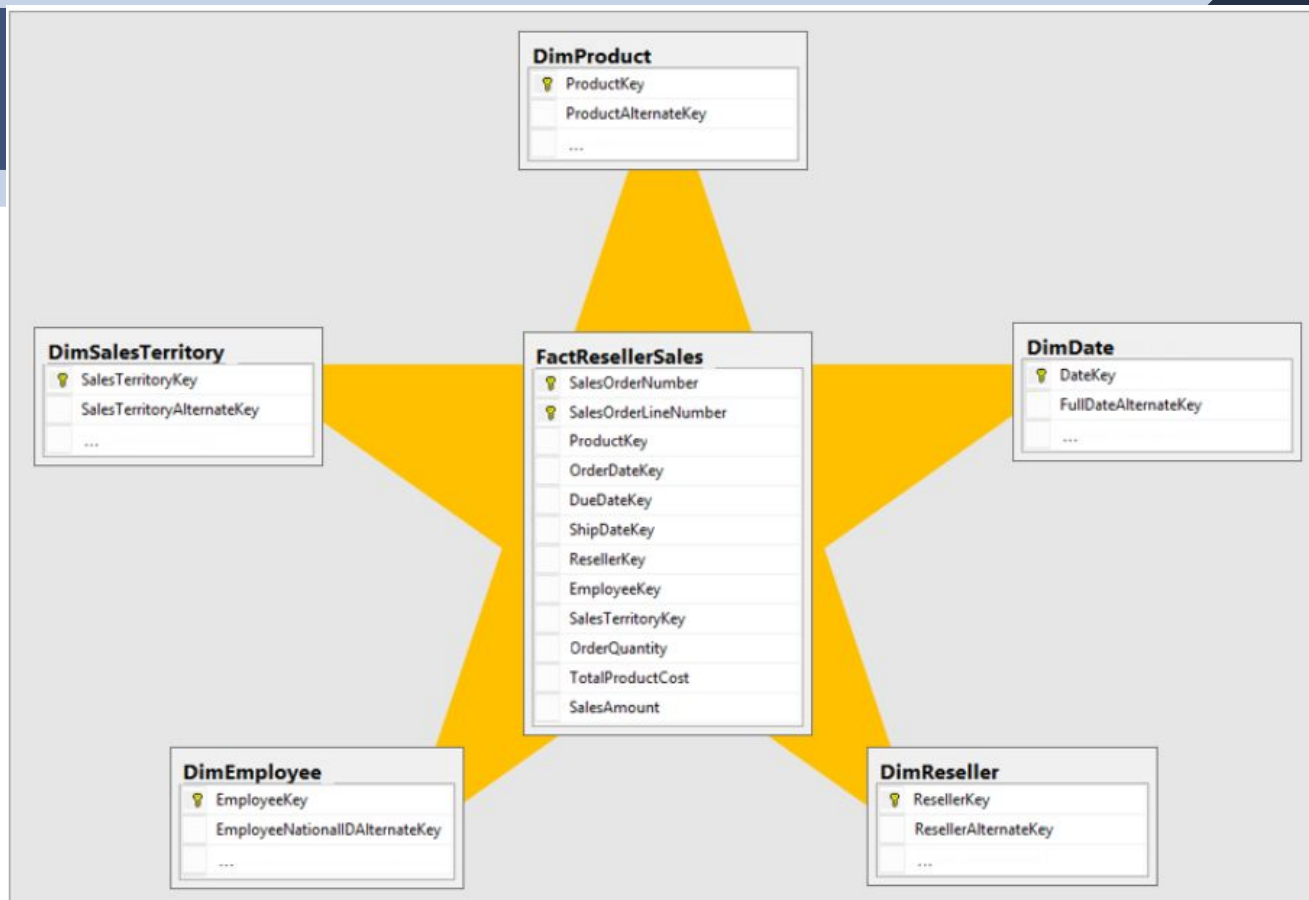 DimProduct
ProductKey
ProductAlternateKey
...
DimSalesTerritory
SalesTerritoryKey
SalesTerritoryAlternateKey
...
FactResellerSales
SalesOrderNumber
SalesOrderLineNumber
ProductKey
OrderDateKey
DueDateKey
ShipDateKey
ResellerKey
EmployeeKey
SalesTerritoryKey
OrderQuantity
TotalProductCost
SalesAmount
DimDate
DateKey
FullDateAlternateKey
...
DimEmployee
EmployeeKey
EmployeeNationalIDAlternateKey
...
DimReseller
ResellerKey
ResellerAlternateKey
...